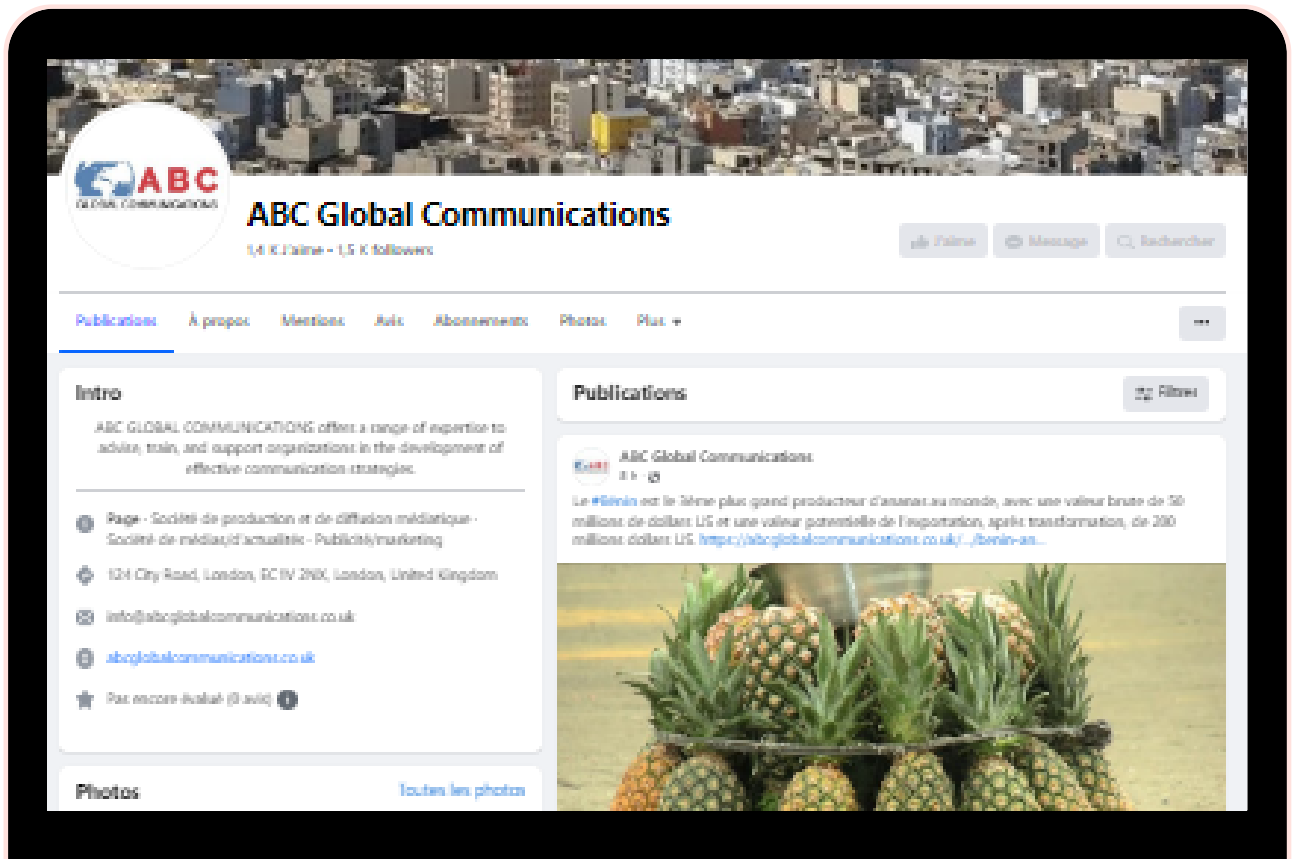 ABC
GLOBAL COMMUNICATIONS
ABC Global Communications
1,4 K J'aime • 1,5 K followers
J'aime
Message
Rechercher
Publications
À propos
Mentions
Avis
Abonnements
Photos
Plus
Intro
ABC GLOBAL COMMUNICATIONS offers a range of expertise to
advise, train, and support organizations in the development of
effective communication strategies.
Page · Société de production et de diffusion médiatique ·
Société de médias/d'actualités · Publicité/marketing
124 City Road, London, EC1V 2NX, London, United Kingdom
info@abcglobalcommunications.co.uk
abcglobalcommunications.co.uk
Pas encore évalué (0 avis)
Photos
Toutes les photos
Publications
Filtres
ABC Global Communications
8 h ·
Le #Bénin est le 3ème plus grand producteur d'ananas au monde, avec une valeur brute de 50
millions de dollars US et une valeur potentielle de l'exportation, après transformation, de 200
millions dollars US. https://abcglobalcommunications.co.uk/.../benin-an...